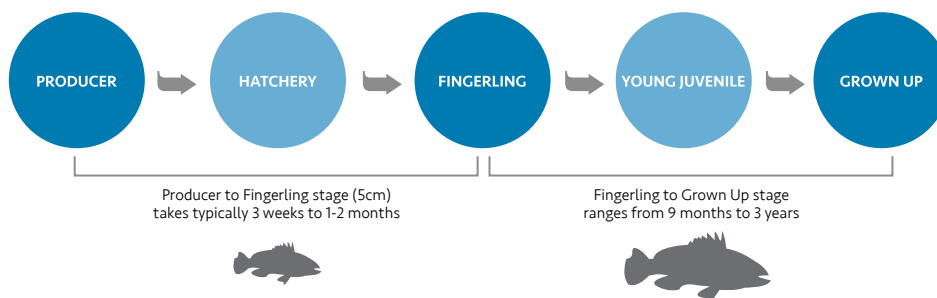 PRODUCER
HATCHERY
FINGERLING
YOUNG JUVENILE
GROWN UP
Producer to Fingerling stage (5cm)
takes typically 3 weeks to 1-2 months
Fingerling to Grown Up stage
ranges from 9 months to 3 years